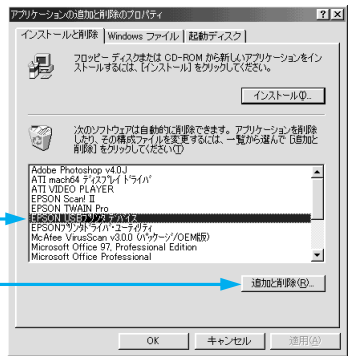 アプリケーションの追加と削除のプロパティ
インストールと削除 Windows ファイル 起動ディスク
フロッピー ディスクまたは CD-ROM から新しいアプリケーションをイン
ストールするには、[インストール] をクリックしてください。
インストール(I)...
次のソフトウェアは自動的に削除できます。アプリケーションを削除
したり、その構成ファイルを変更するには、一覧から選んで [追加と
削除] をクリックしてください(T)
Adobe Photoshop v4.0J
ATI mach64 ディスプレイ ドライバ
ATI VIDEO PLAYER
EPSON Scan! II
EPSON TWAIN Pro
EPSON USBプリンタデバイス
EPSONプリンタドライバ・ユーティリティ
McAfee VirusScan v3.0.0 (パッケージ/OEM版)
Microsoft Office 97, Professional Edition
Microsoft Office Professional
追加と削除(R)...
OK キャンセル 適用(A)